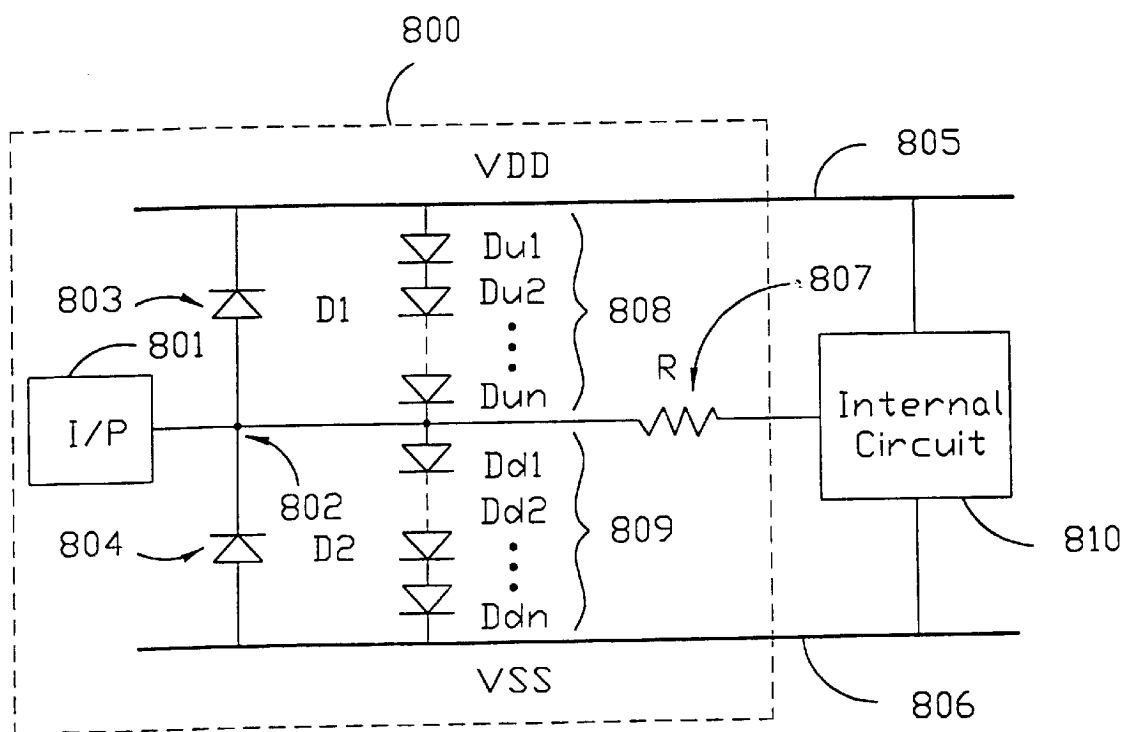 800
805
VDD
Du1
803
Du2
807
D1
808
801
R
Dun
I/P
Internal
Circuit
Dd1
802
Dd2
809
804
D2
810
Ddn
VSS
806